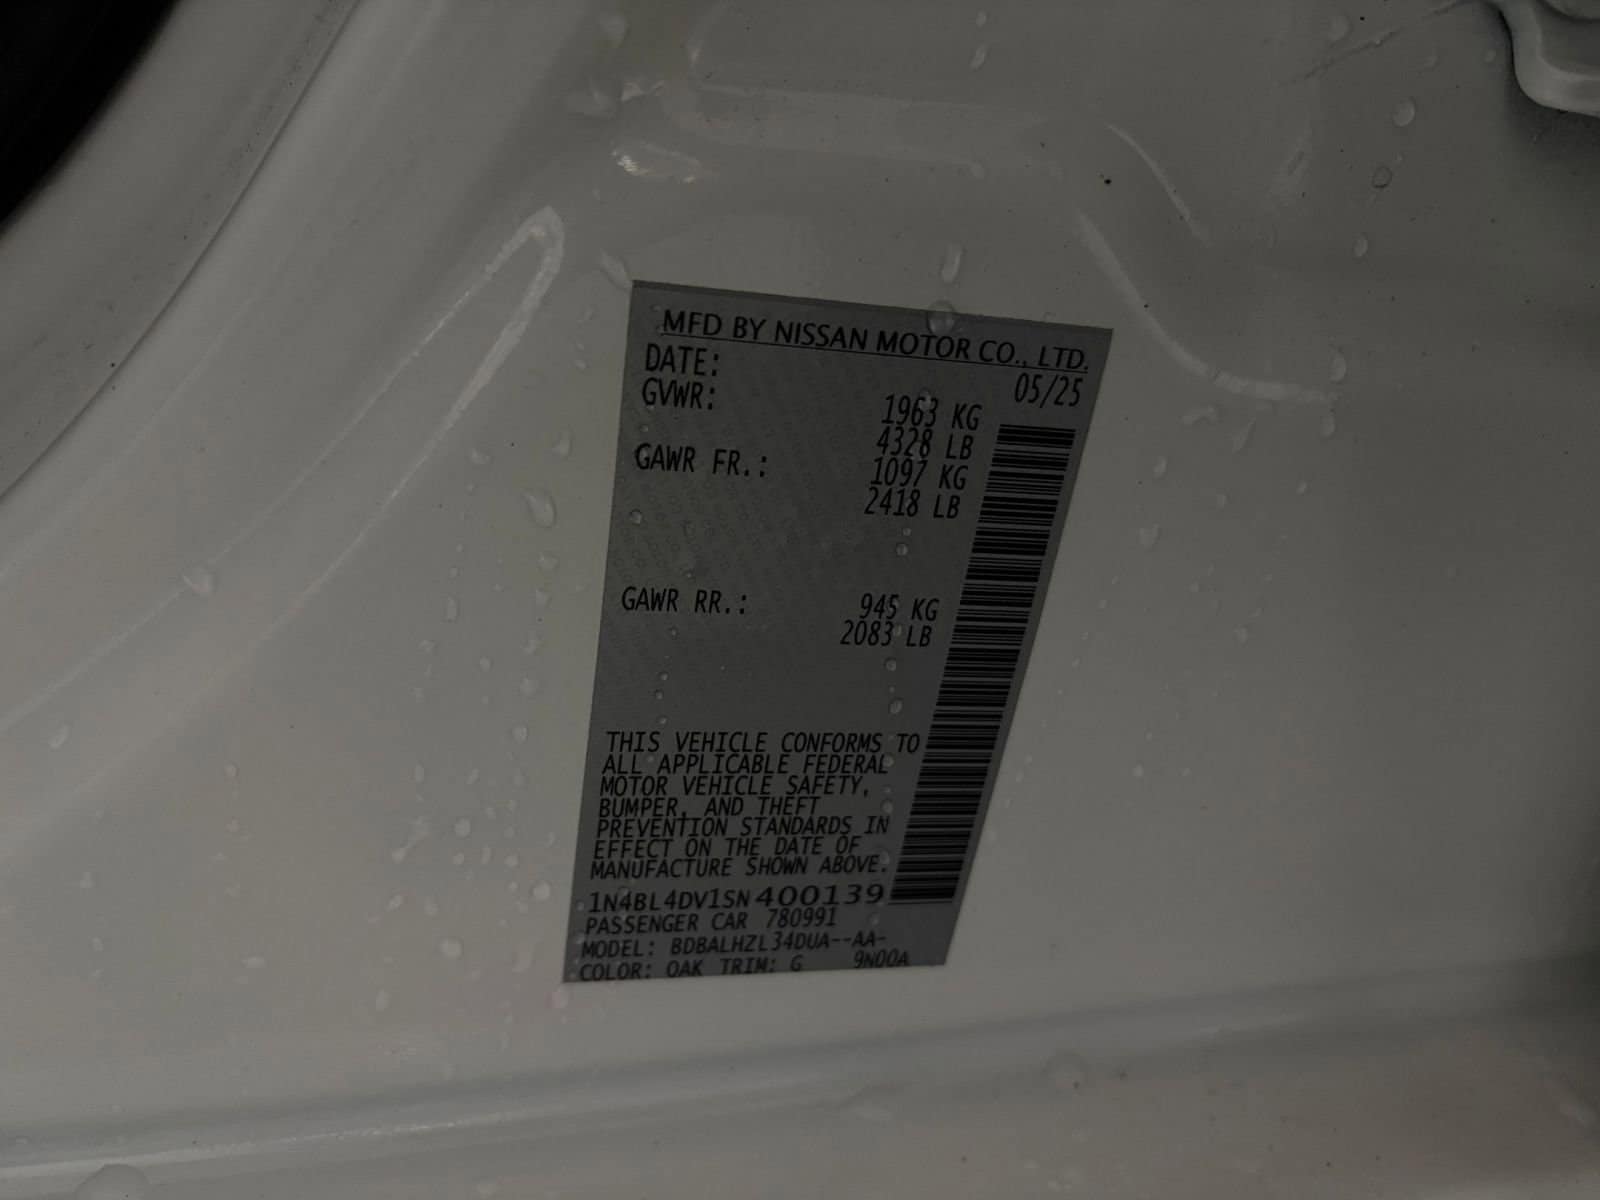 MFD BY NISSAN MOTOR CO., LTD.
DATE: 05/25
GVWR: 1963 KG
4328 LB
GAWR FR.: 1097 KG
2418 LB
GAWR RR.: 945 KG
2083 LB
THIS VEHICLE CONFORMS TO
ALL APPLICABLE FEDERAL
MOTOR VEHICLE SAFETY,
BUMPER, AND THEFT
PREVENTION STANDARDS IN
EFFECT ON THE DATE OF
MANUFACTURE SHOWN ABOVE.
1N4BL4DV1SN400139
PASSENGER CAR 780991
MODEL: BDBALHZL34DUA--AA-
COLOR: QAK TRIM: G 9N00A